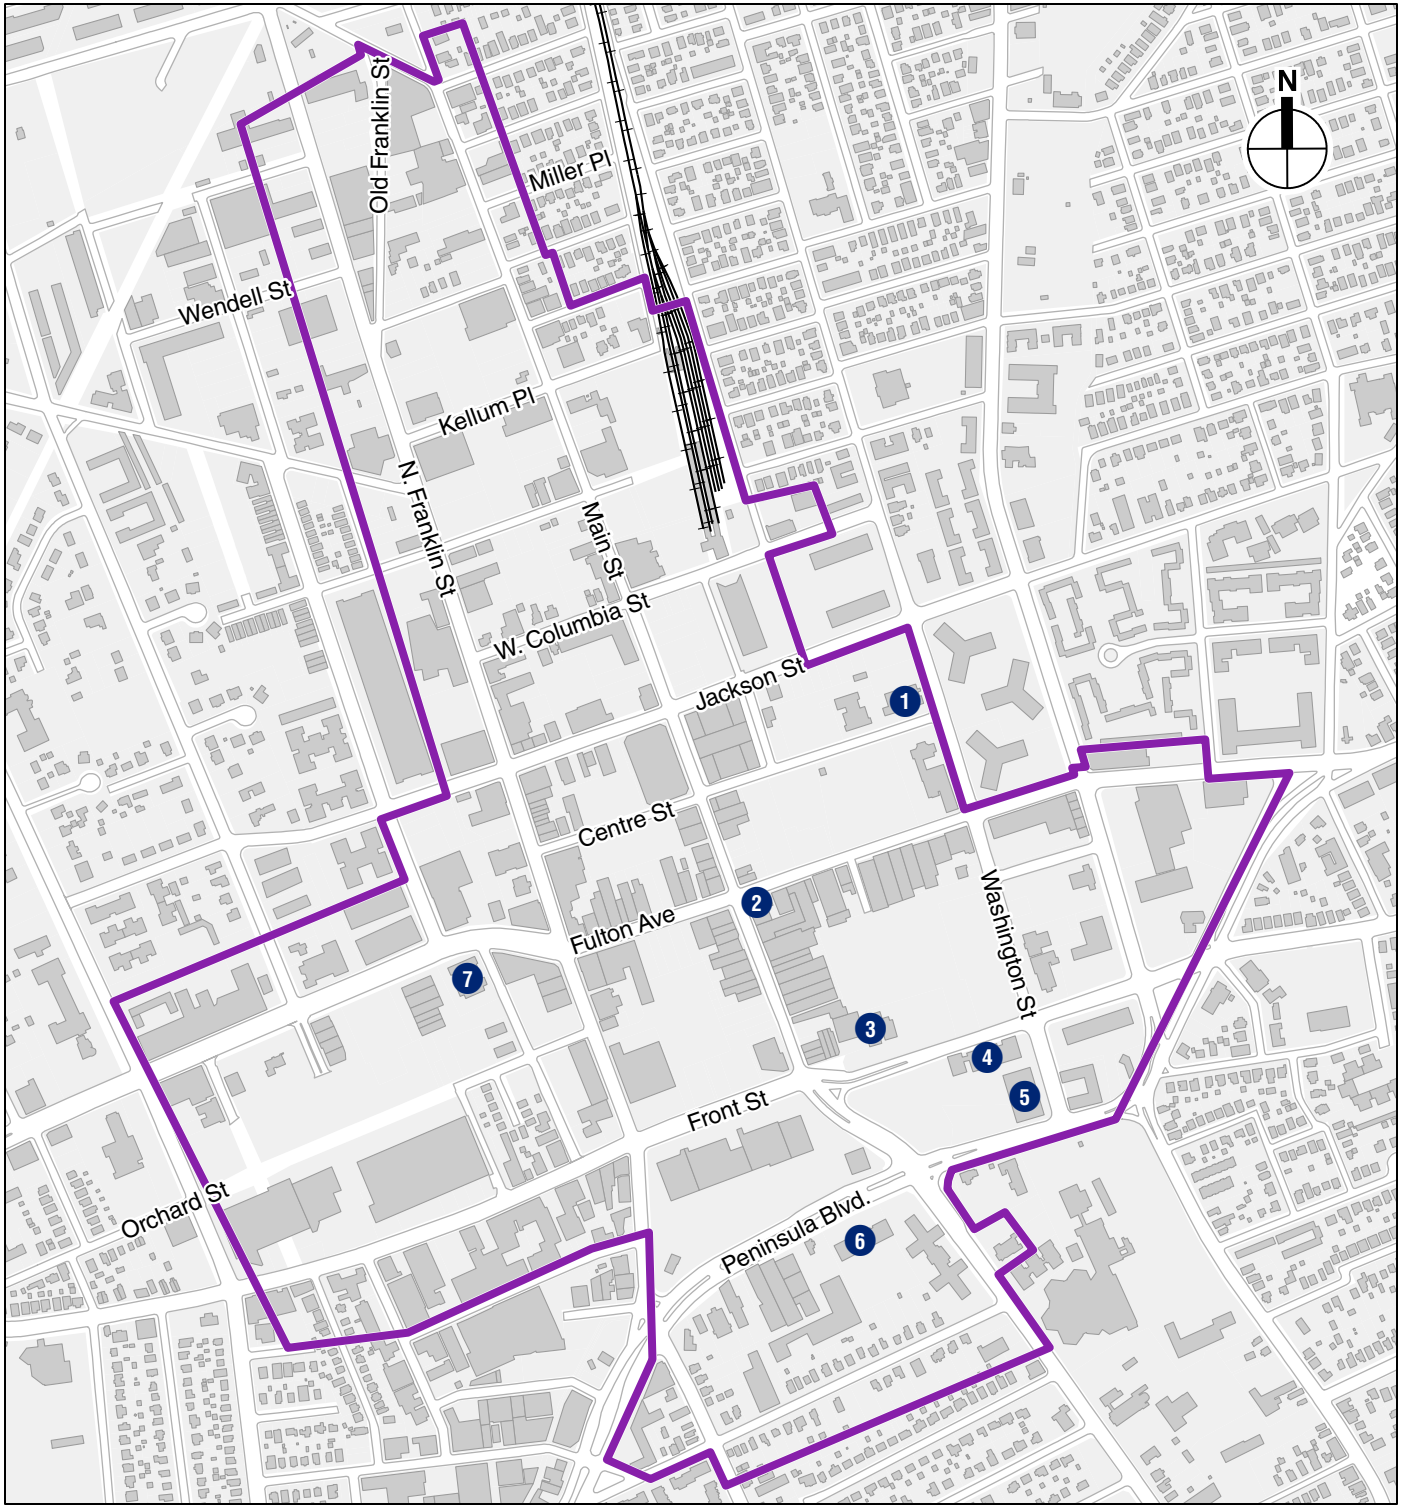 N
Old Franklin St
Miller Pl
Wendell St
Kellum Pl
N. Franklin St
Main St
W. Columbia St
Jackson St
1
Centre St
Washington St
2
Fulton Ave
7
3
4
5
Front St
Orchard St
Peninsula Blvd.
6